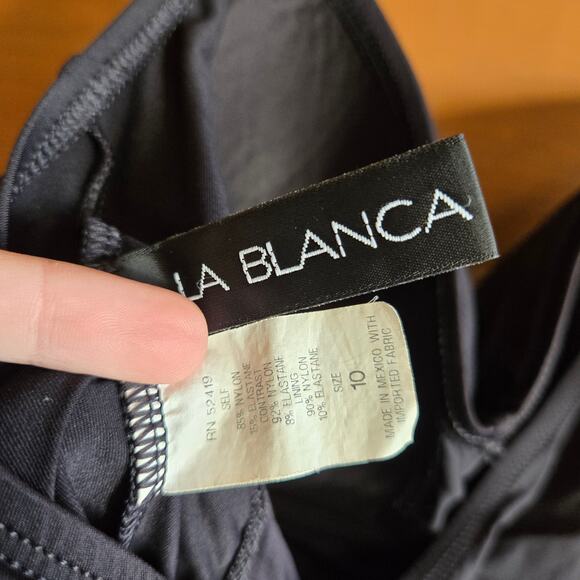 LA BLANCA
RN 52419
SELF
85% NYLON
15% ELASTANE
CONTRAST
92% NYLON
8% ELASTANE
LINING
90% NYLON
10% ELASTANE
SIZE
10
MADE IN MEXICO WITH
IMPORTED FABRIC